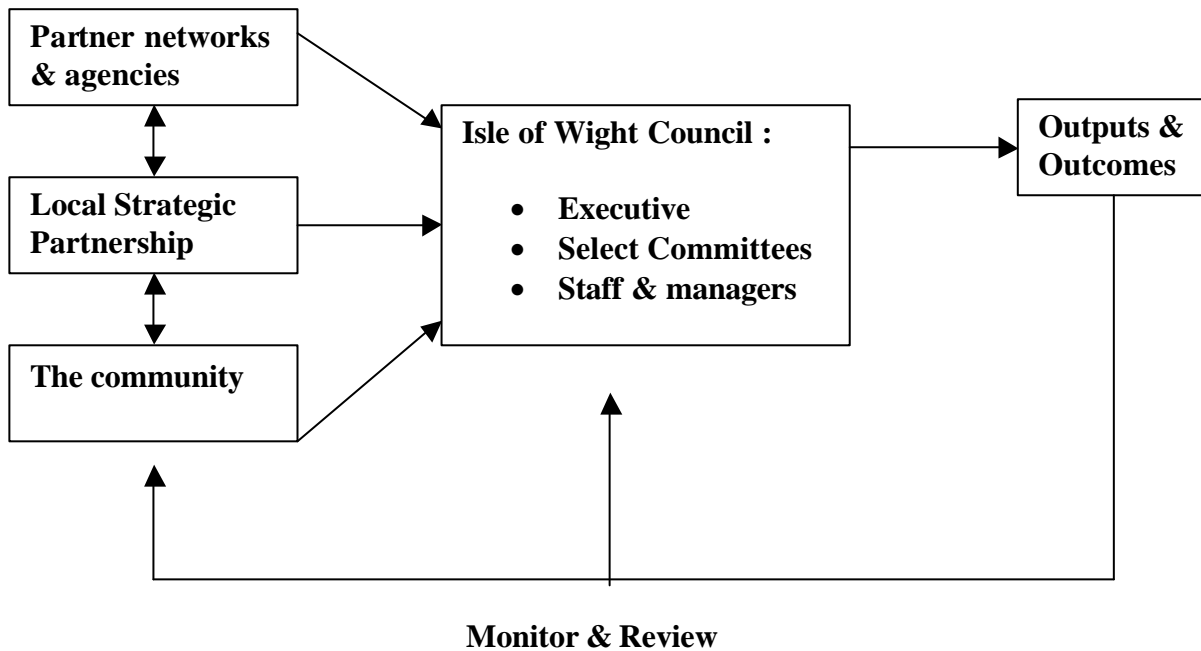 Partner networks
& agencies
Local Strategic
Partnership
The community
Isle of Wight Council :
• Executive
• Select Committees
• Staff & managers
Outputs &
Outcomes
Monitor & Review